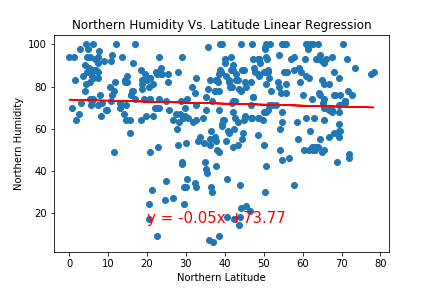 Northern Humidity Vs. Latitude Linear Regression
Northern Humidity
100
80
60
40
20
y = -0.05x +73.77
0 10 20 30 40 50 60 70 80
Northern Latitude